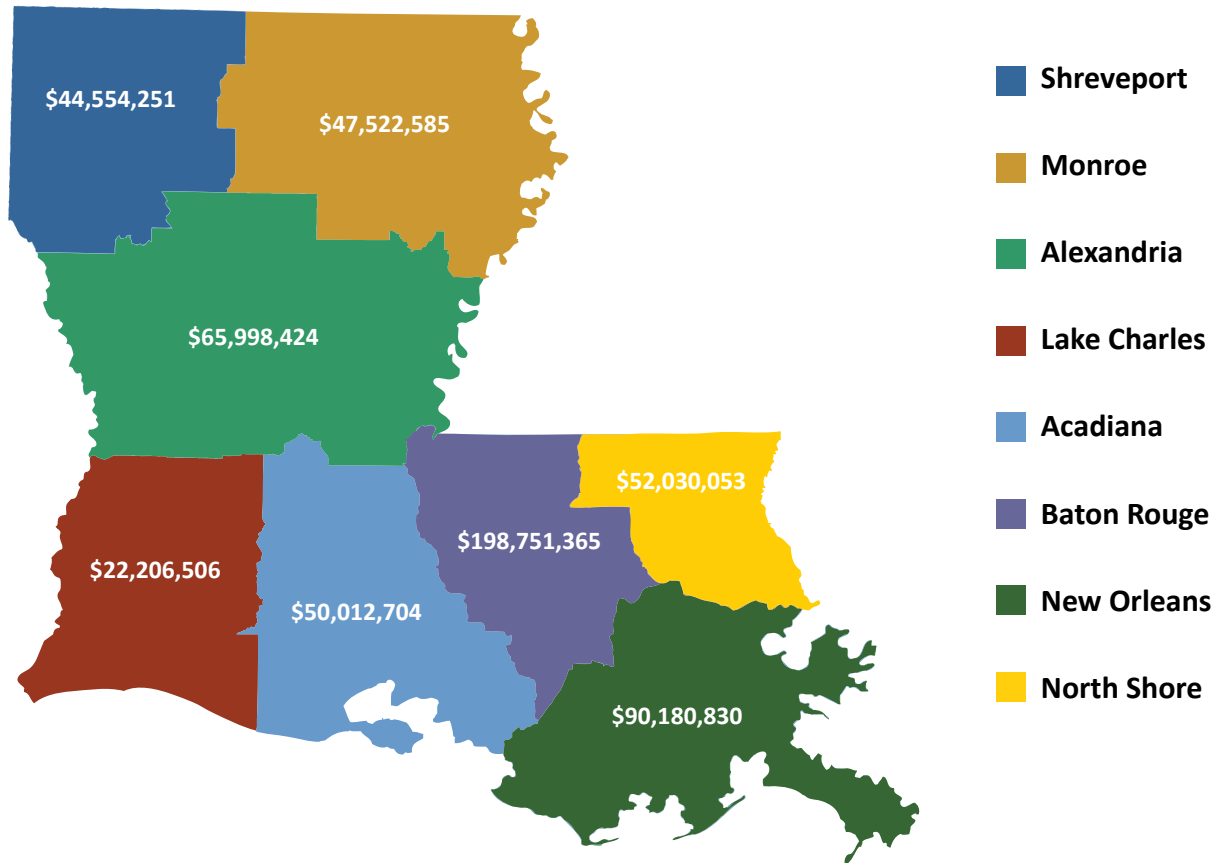 $44,554,251
$47,522,585
$65,998,424
$52,030,053
$198,751,365
$22,206,506
$50,012,704
$90,180,830
Shreveport
Monroe
Alexandria
Lake Charles
Acadiana
Baton Rouge
New Orleans
North Shore